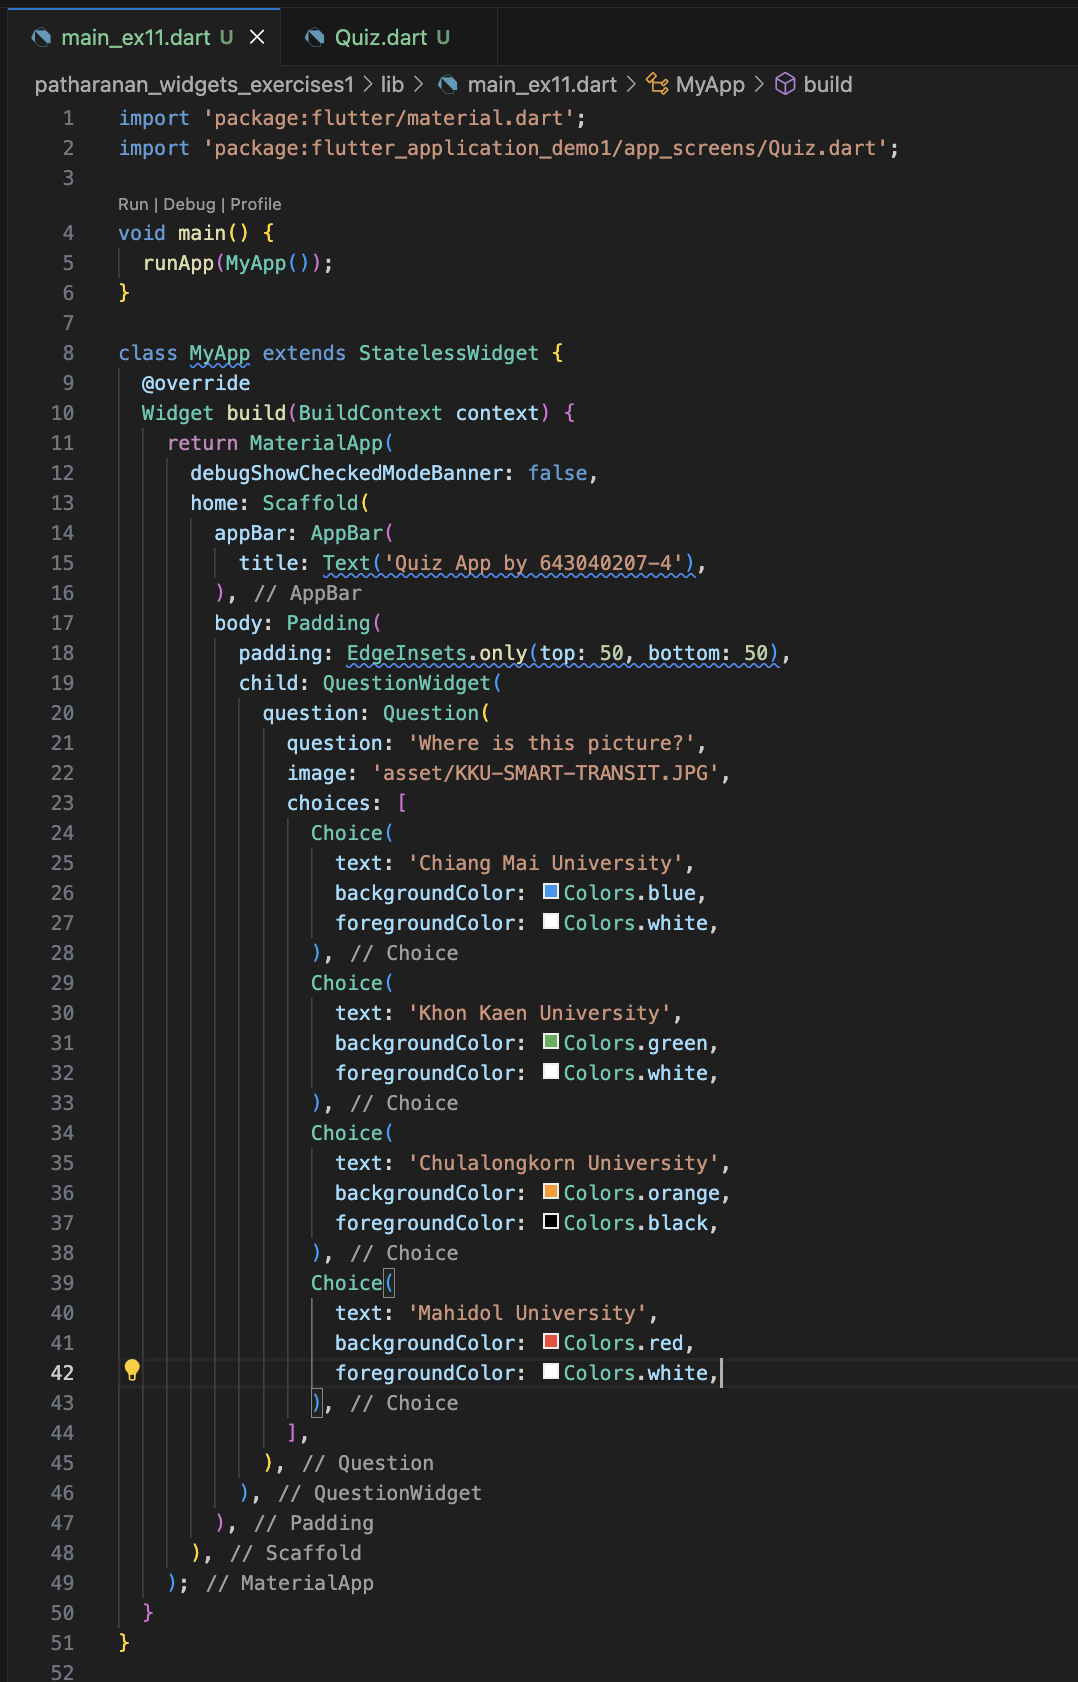 main_ex11.dart U Quiz.dart U
patharanan_widgets_exercises1 > lib > main_ex11.dart > MyApp > build
1 import 'package:flutter/material.dart';
2 import 'package:flutter_application_demo1/app_screens/Quiz.dart';
3
Run | Debug | Profile
4 void main() {
5 runApp(MyApp());
6 }
7
8 class MyApp extends StatelessWidget {
9 @override
10 Widget build(BuildContext context) {
11 return MaterialApp(
12 debugShowCheckedModeBanner: false,
13 home: Scaffold(
14 appBar: AppBar(
15 title: Text('Quiz App by 643040207-4'),
16 ), // AppBar
17 body: Padding(
18 padding: EdgeInsets.only(top: 50, bottom: 50),
19 child: QuestionWidget(
20 question: Question(
21 question: 'Where is this picture?',
22 image: 'asset/KKU-SMART-TRANSIT.JPG',
23 choices: [
24 Choice(
25 text: 'Chiang Mai University',
26 backgroundColor: Colors.blue,
27 foregroundColor: Colors.white,
28 ), // Choice
29 Choice(
30 text: 'Khon Kaen University',
31 backgroundColor: Colors.green,
32 foregroundColor: Colors.white,
33 ), // Choice
34 Choice(
35 text: 'Chulalongkorn University',
36 backgroundColor: Colors.orange,
37 foregroundColor: Colors.black,
38 ), // Choice
39 Choice(
40 text: 'Mahidol University',
41 backgroundColor: Colors.red,
42 foregroundColor: Colors.white,
43 ), // Choice
44 ],
45 ), // Question
46 ), // QuestionWidget
47 ), // Padding
48 ), // Scaffold
49 ); // MaterialApp
50 }
51 }
52